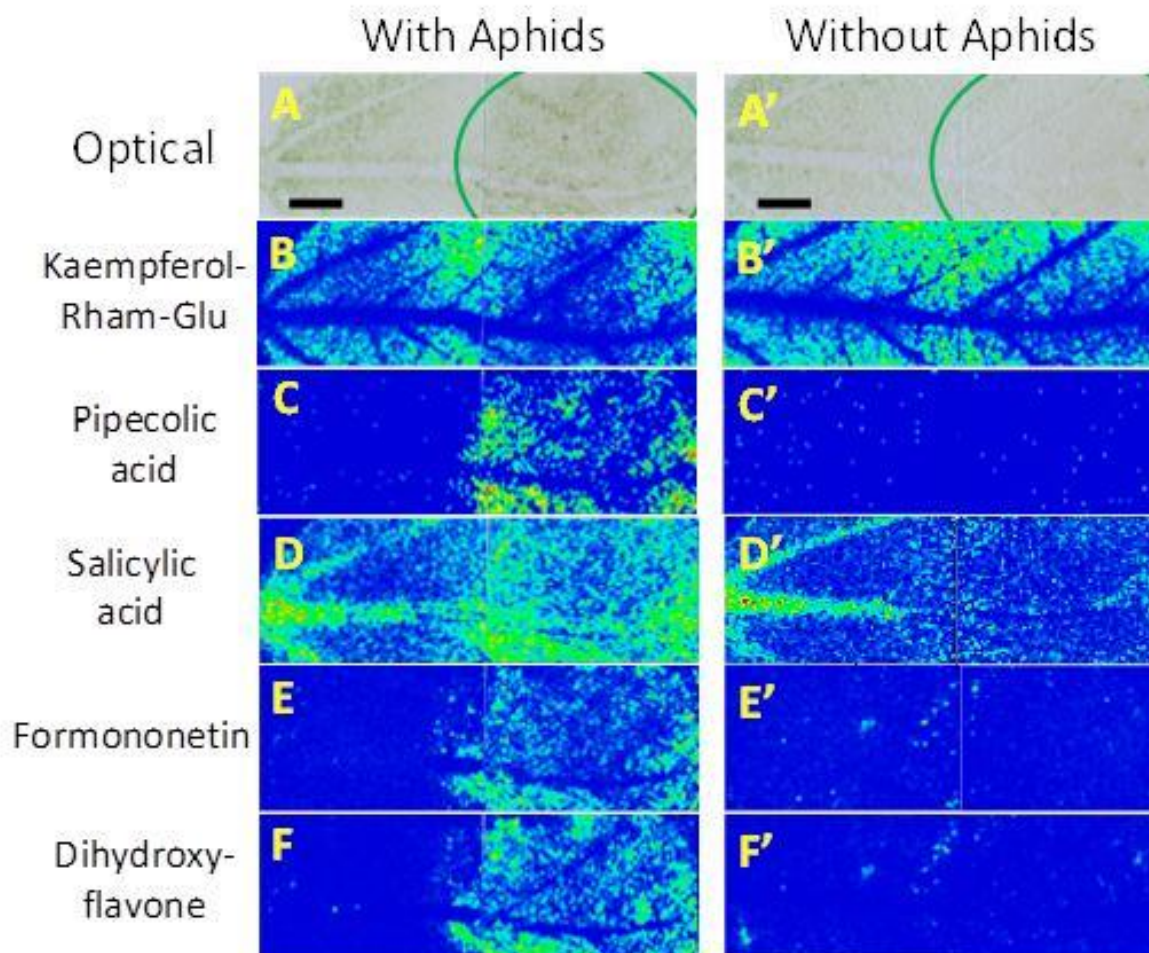 With Aphids Without Aphids
Optical
A A’
Kaempferol-
Rham-Glu
B B’
Pipecolic
acid
C C’
Salicylic
acid
D D’
Formononetin
E E’
Dihydroxy-
flavone
F F’